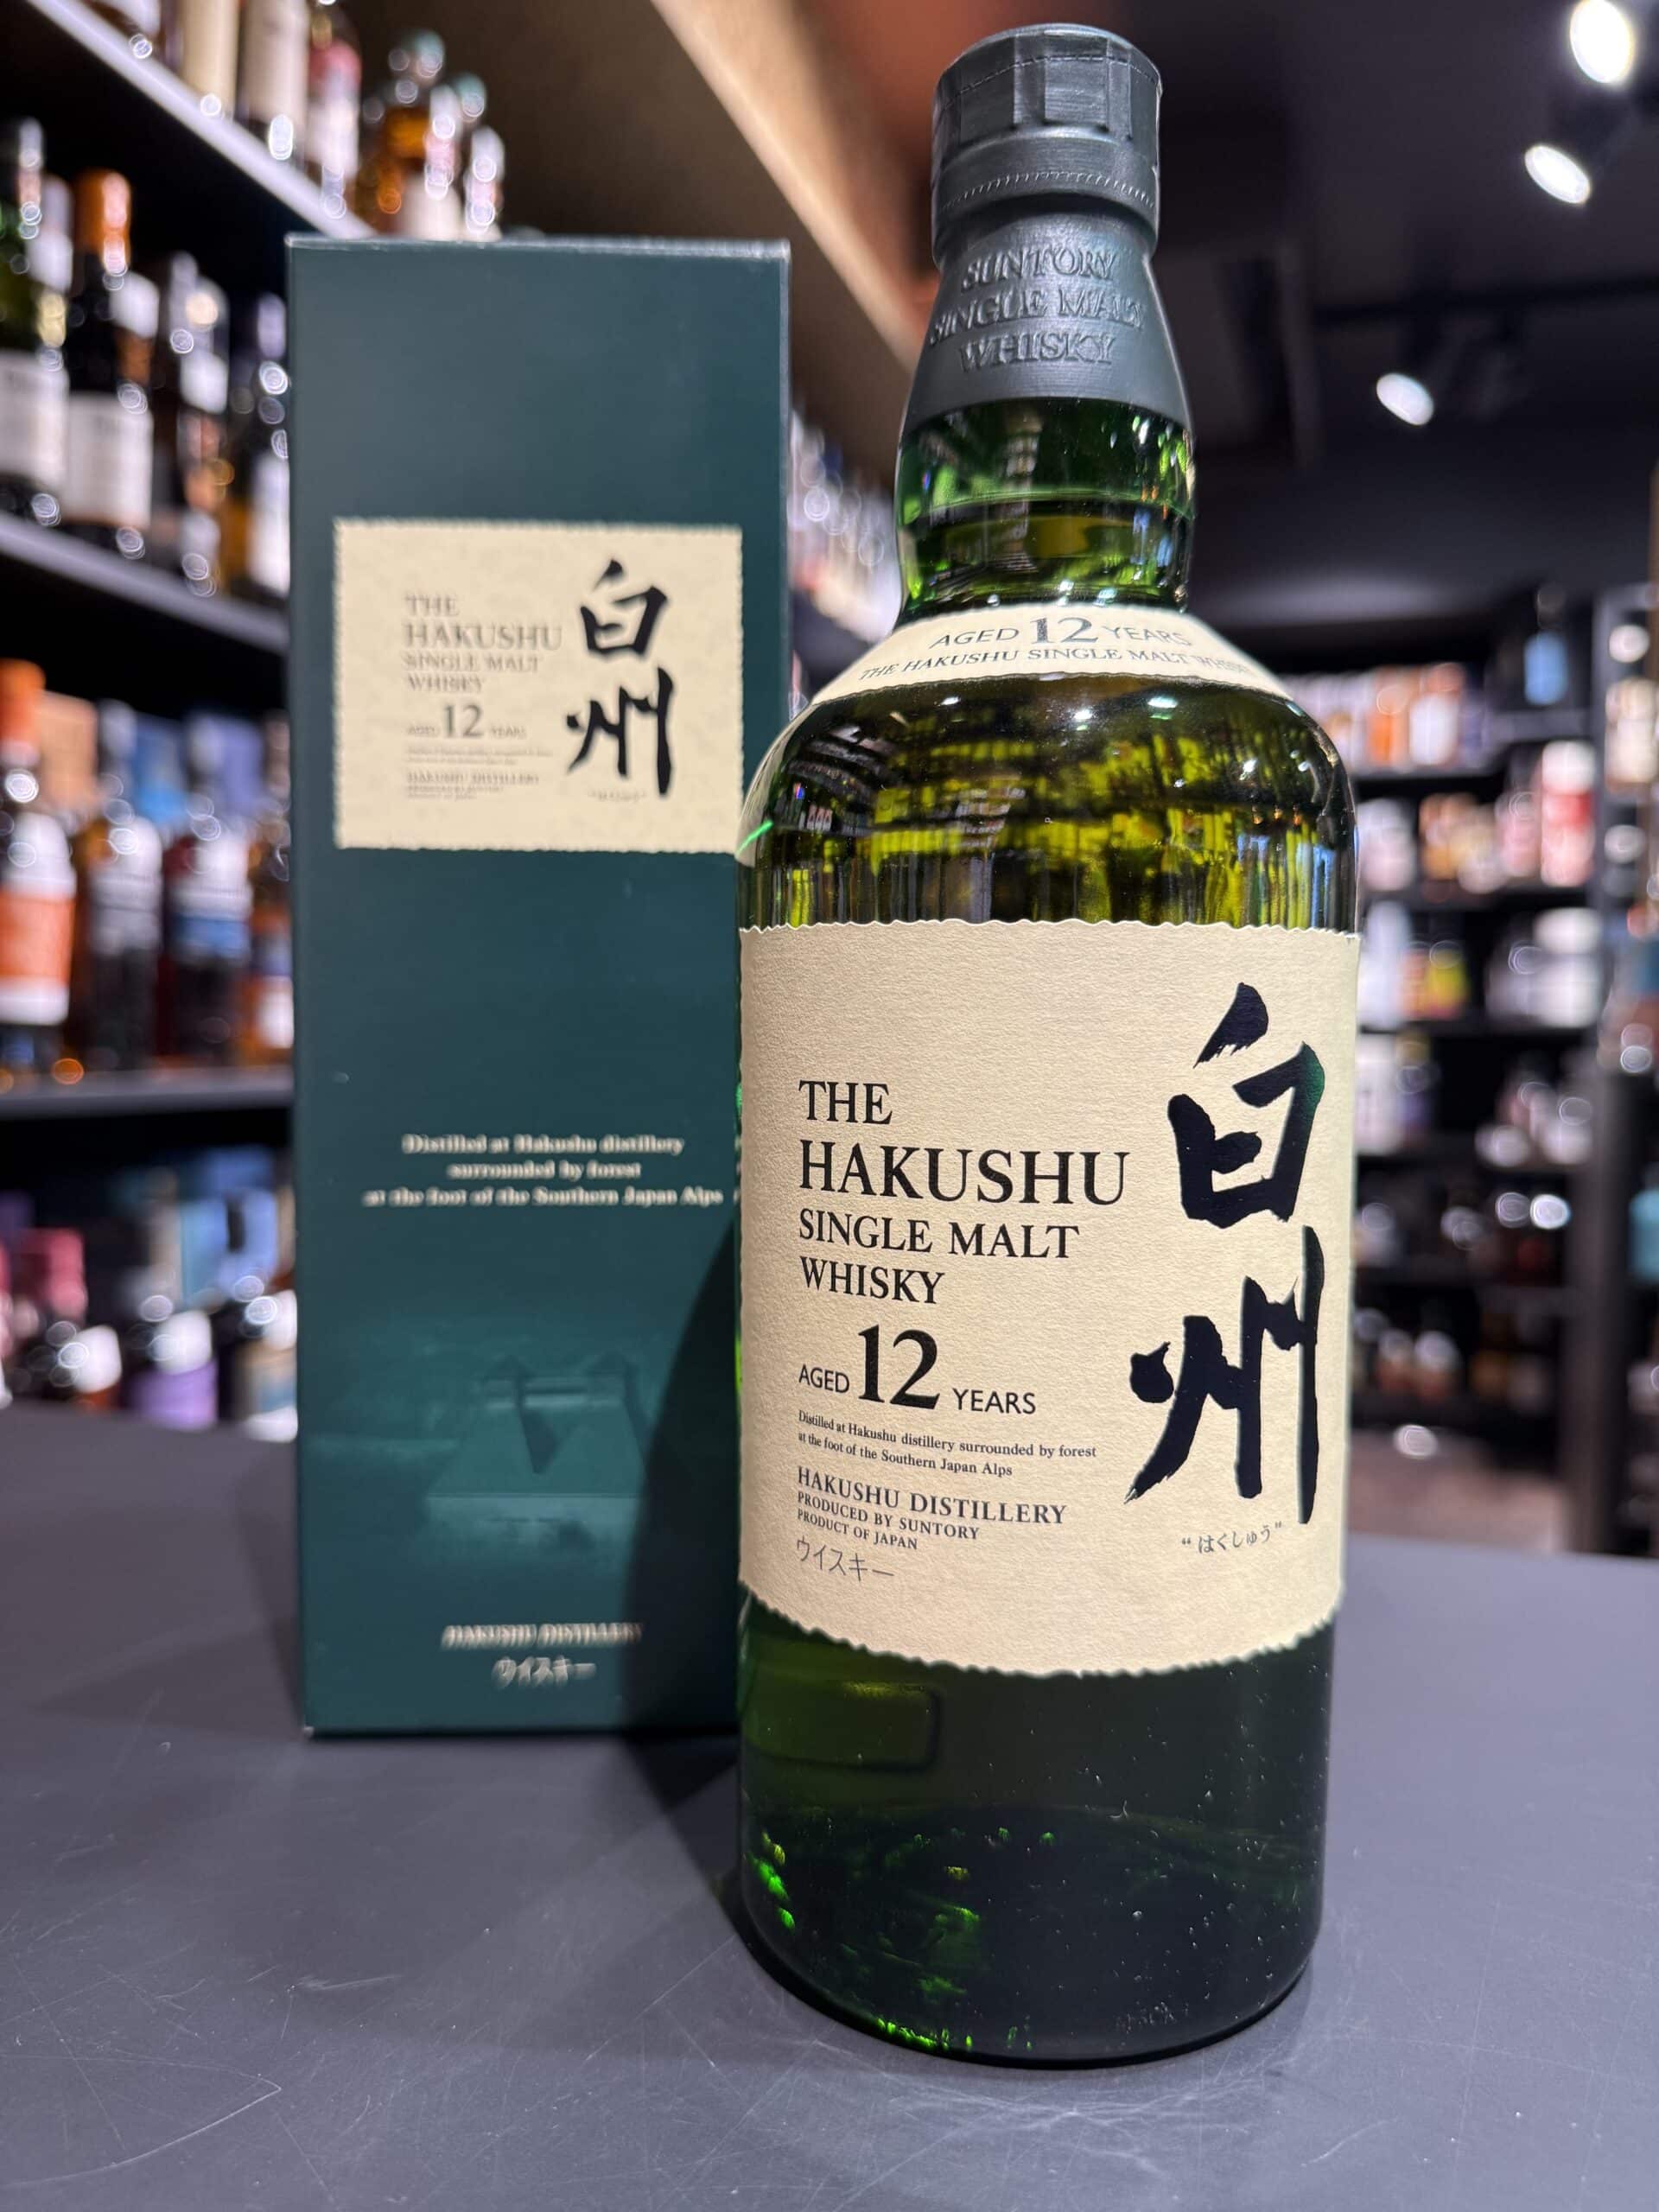 THE
HAKUSHU
SINGLE MALT
WHISKY
AGED 12 YEARS
HAKUSHU DISTILLERY
白州
Distilled at Hakushu distillery
surrounded by forest
at the foot of the Southern Japan Alps
HAKUSHU DISTILLERY
ウイスキー
SUNTORY
SINGLE MALT
WHISKY
AGED 12 YEARS
THE HAKUSHU SINGLE MALT WHISKY
THE
HAKUSHU
SINGLE MALT
WHISKY
AGED 12 YEARS
Distilled at Hakushu distillery surrounded by forest
at the foot of the Southern Japan Alps
HAKUSHU DISTILLERY
PRODUCED BY SUNTORY
PRODUCT OF JAPAN
ウイスキー
白州
“はくしゅう”